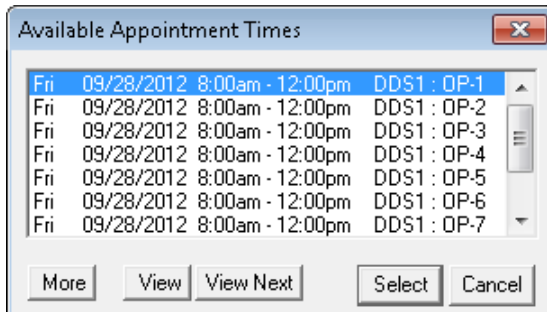 Available Appointment Times
Fri 09/28/2012 8:00am - 12:00pm DDS1 : OP-1
Fri 09/28/2012 8:00am - 12:00pm DDS1 : OP-2
Fri 09/28/2012 8:00am - 12:00pm DDS1 : OP-3
Fri 09/28/2012 8:00am - 12:00pm DDS1 : OP-4
Fri 09/28/2012 8:00am - 12:00pm DDS1 : OP-5
Fri 09/28/2012 8:00am - 12:00pm DDS1 : OP-6
Fri 09/28/2012 8:00am - 12:00pm DDS1 : OP-7
More View View Next Select Cancel